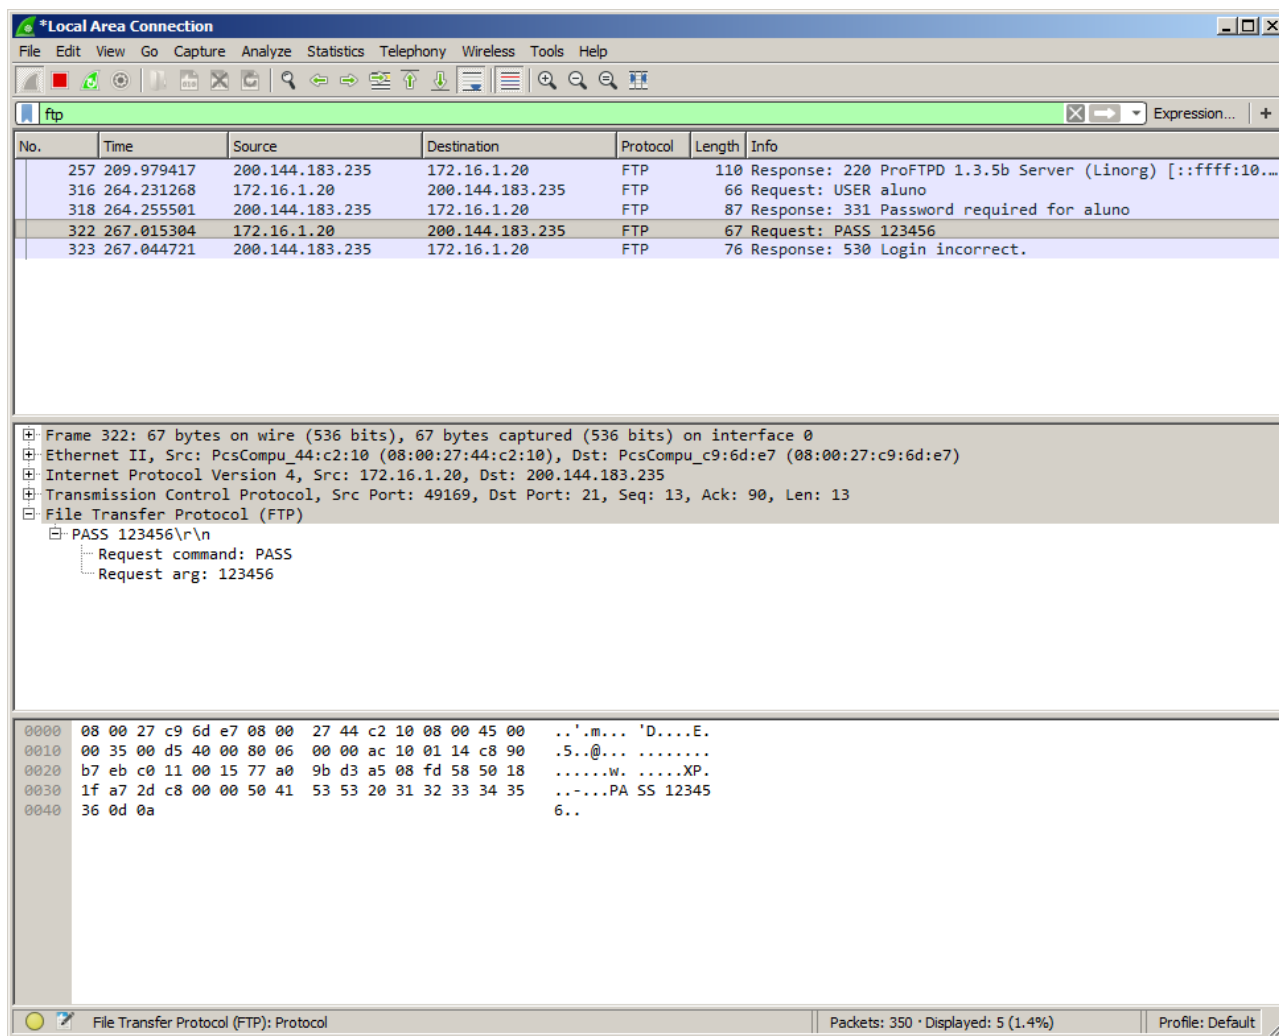 *Local Area Connection
File Edit View Go Capture Analyze Statistics Telephony Wireless Tools Help
ftp Expression... +
No. Time Source Destination Protocol Length Info
257 209.979417 200.144.183.235 172.16.1.20 FTP 110 Response: 220 ProFTPD 1.3.5b Server (Linorg) [::ffff:10....
316 264.231268 172.16.1.20 200.144.183.235 FTP 66 Request: USER aluno
318 264.255501 200.144.183.235 172.16.1.20 FTP 87 Response: 331 Password required for aluno
322 267.015304 172.16.1.20 200.144.183.235 FTP 67 Request: PASS 123456
323 267.044721 200.144.183.235 172.16.1.20 FTP 76 Response: 530 Login incorrect.
Frame 322: 67 bytes on wire (536 bits), 67 bytes captured (536 bits) on interface 0
Ethernet II, Src: PcsCompu_44:c2:10 (08:00:27:44:c2:10), Dst: PcsCompu_c9:6d:e7 (08:00:27:c9:6d:e7)
Internet Protocol Version 4, Src: 172.16.1.20, Dst: 200.144.183.235
Transmission Control Protocol, Src Port: 49169, Dst Port: 21, Seq: 13, Ack: 90, Len: 13
File Transfer Protocol (FTP)
PASS 123456\r\n
Request command: PASS
Request arg: 123456
0000 08 00 27 c9 6d e7 08 00 27 44 c2 10 08 00 45 00 ..'.m... 'D....E.
0010 00 35 00 d5 40 00 80 06 00 00 ac 10 01 14 c8 90 .5..@... ........
0020 b7 eb c0 11 00 15 77 a0 9b d3 a5 08 fd 58 50 18 ......w. .....XP.
0030 1f a7 2d c8 00 00 50 41 53 53 20 31 32 33 34 35 ..-...PA SS 12345
0040 36 0d 0a 6..
File Transfer Protocol (FTP): Protocol Packets: 350 · Displayed: 5 (1.4%) Profile: Default